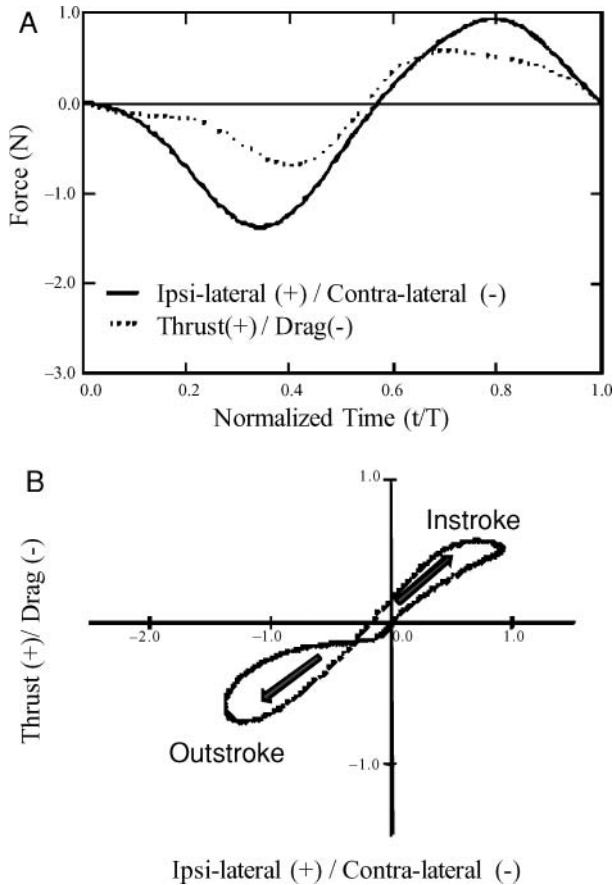 A
1.0
0.0
−1.0
−2.0
−3.0
Force (N)
Ipsi-lateral (+) / Contra-lateral (-)
Thrust(+)/ Drag(-)
0.0 0.2 0.4 0.6 0.8 1.0
Normalized Time (t/T)
B
1.0
Instroke
Thrust (+)/ Drag (-)
-2.0 -1.0 0.0 1.0
Outstroke
−1.0
Ipsi-lateral (+) / Contra-lateral (-)